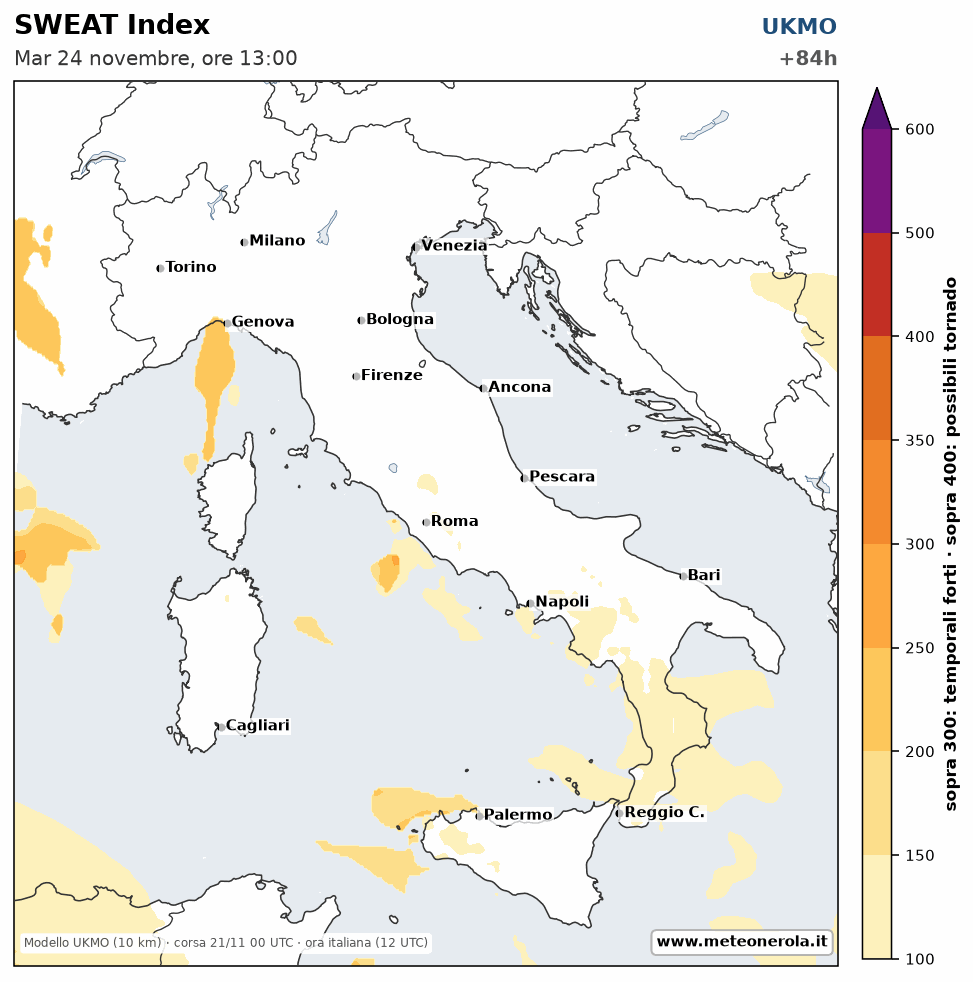 SWEAT Index
UKMO
Mar 24 novembre, ore 13:00
+84h
Milano
Venezia
Torino
Genova
Bologna
Firenze
Ancona
Pescara
Roma
Bari
Napoli
Cagliari
Palermo
Reggio C.
Modello UKMO (10 km) · corsa 21/11 00 UTC · ora italiana (12 UTC)
www.meteonerola.it
600
500
400
350
300
250
200
150
100
sopra 300: temporali forti · sopra 400: possibili tornado